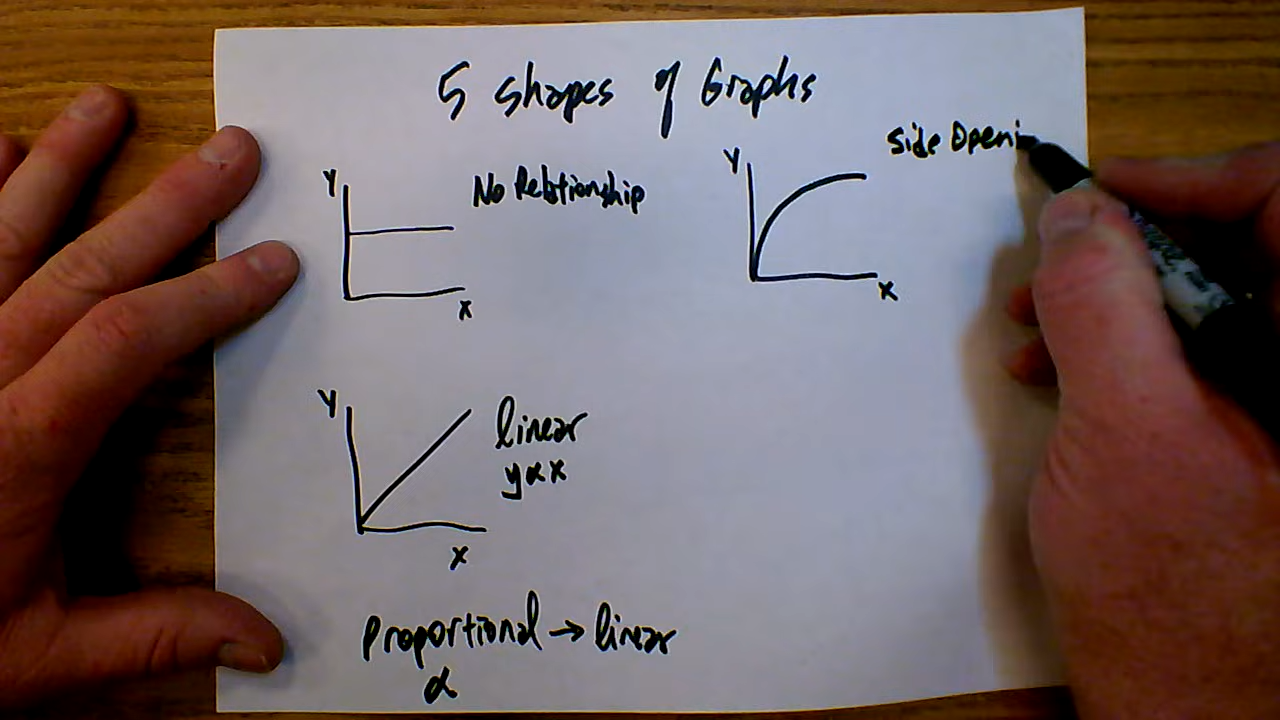 5 Shapes of Graphs
Y
No Relationship
X
Y
linear
y α x
X
Proportional → linear
α
Y
Side Openi
X